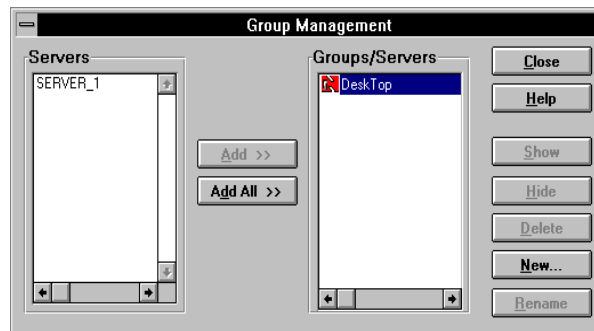 Group Management
Servers
SERVER_1
Add >>
Add All >>
Groups/Servers
DeskTop
Close
Help
Show
Hide
Delete
New...
Rename